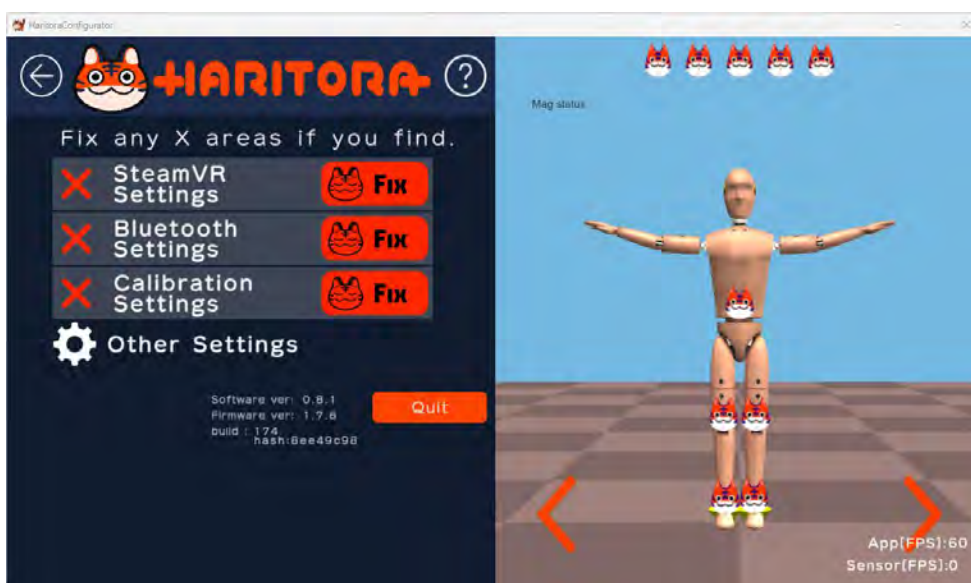 HaritoraConfigurator
HARITORA
?
Mag status
Fix any X areas if you find.
SteamVR
Settings
Fix
Bluetooth
Settings
Fix
Calibration
Settings
Fix
Other Settings
Software ver: 0.8.1
Firmware ver: 1.7.6
build : 174
hash:6ee49c98
Quit
App[FPS]:60
Sensor[FPS]:0